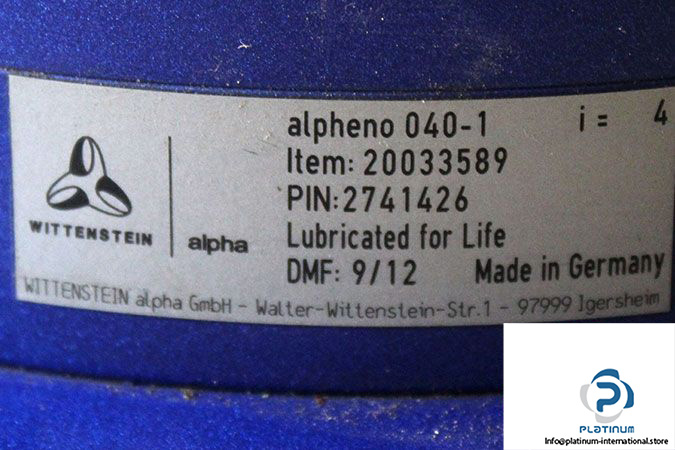 alpheno 040-1 i = 4
Item: 20033589
PIN:2741426
WITTENSTEIN alpha
Lubricated for Life
DMF: 9/12 Made in Germany
WITTENSTEIN alpha GmbH - Walter-Wittenstein-Str.1 - 97999 Igersheim
PLATINUM
Info@platinum-international.store